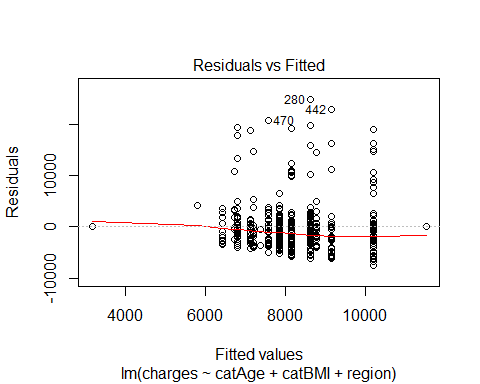 Residuals vs Fitted
Residuals
10000
0
-10000
280
442
470
4000
6000
8000
10000
Fitted values
lm(charges ~ catAge + catBMI + region)